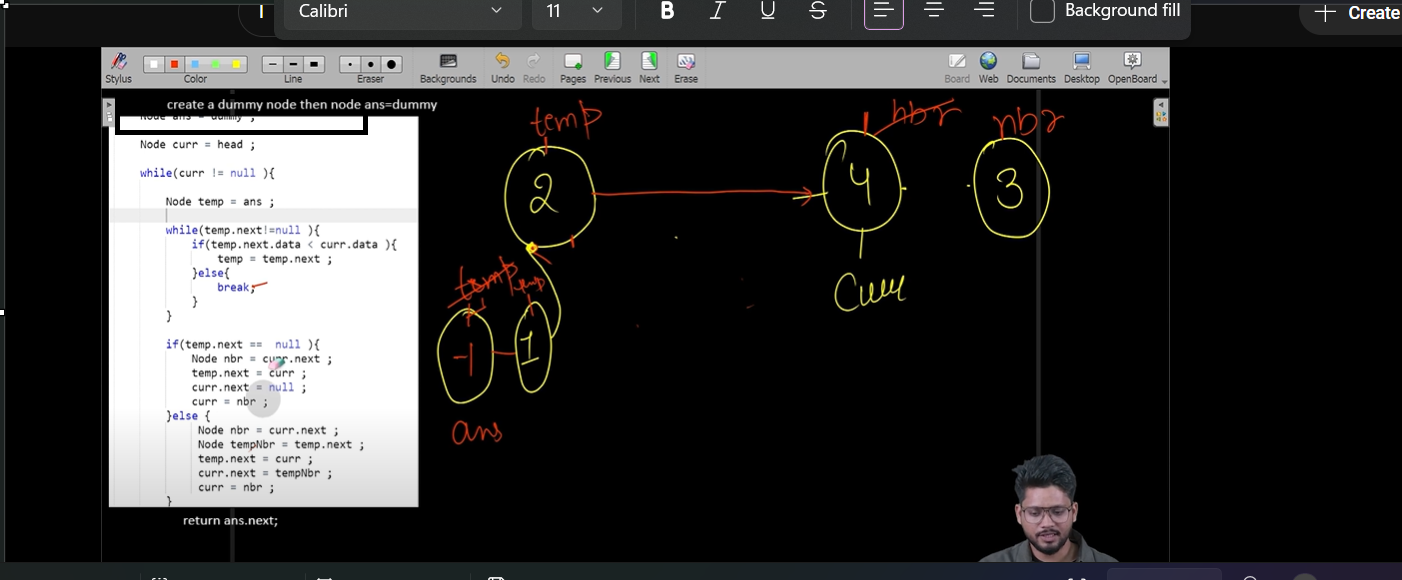 Calibri
11
B I U S
Background fill
Create
Stylus
Color
Line
Eraser
Backgrounds
Undo
Redo
Pages
Previous
Next
Erase
Board
Web
Documents
Desktop
OpenBoard
create a dummy node then node ans=dummy
Node ans = dummy ;
Node curr = head ;
while(curr != null ){
Node temp = ans ;
while(temp.next!=null ){
if(temp.next.data < curr.data ){
temp = temp.next ;
}else{
break;
}
}
if(temp.next == null ){
Node nbr = curr.next ;
temp.next = curr ;
curr.next = null ;
curr = nbr ;
}else {
Node nbr = curr.next ;
Node tempNbr = temp.next ;
temp.next = curr ;
curr.next = tempNbr ;
curr = nbr ;
}
return ans.next;
temp
nbr
nbr
2
4
3
temp
temp
Curr
-1
1
ans